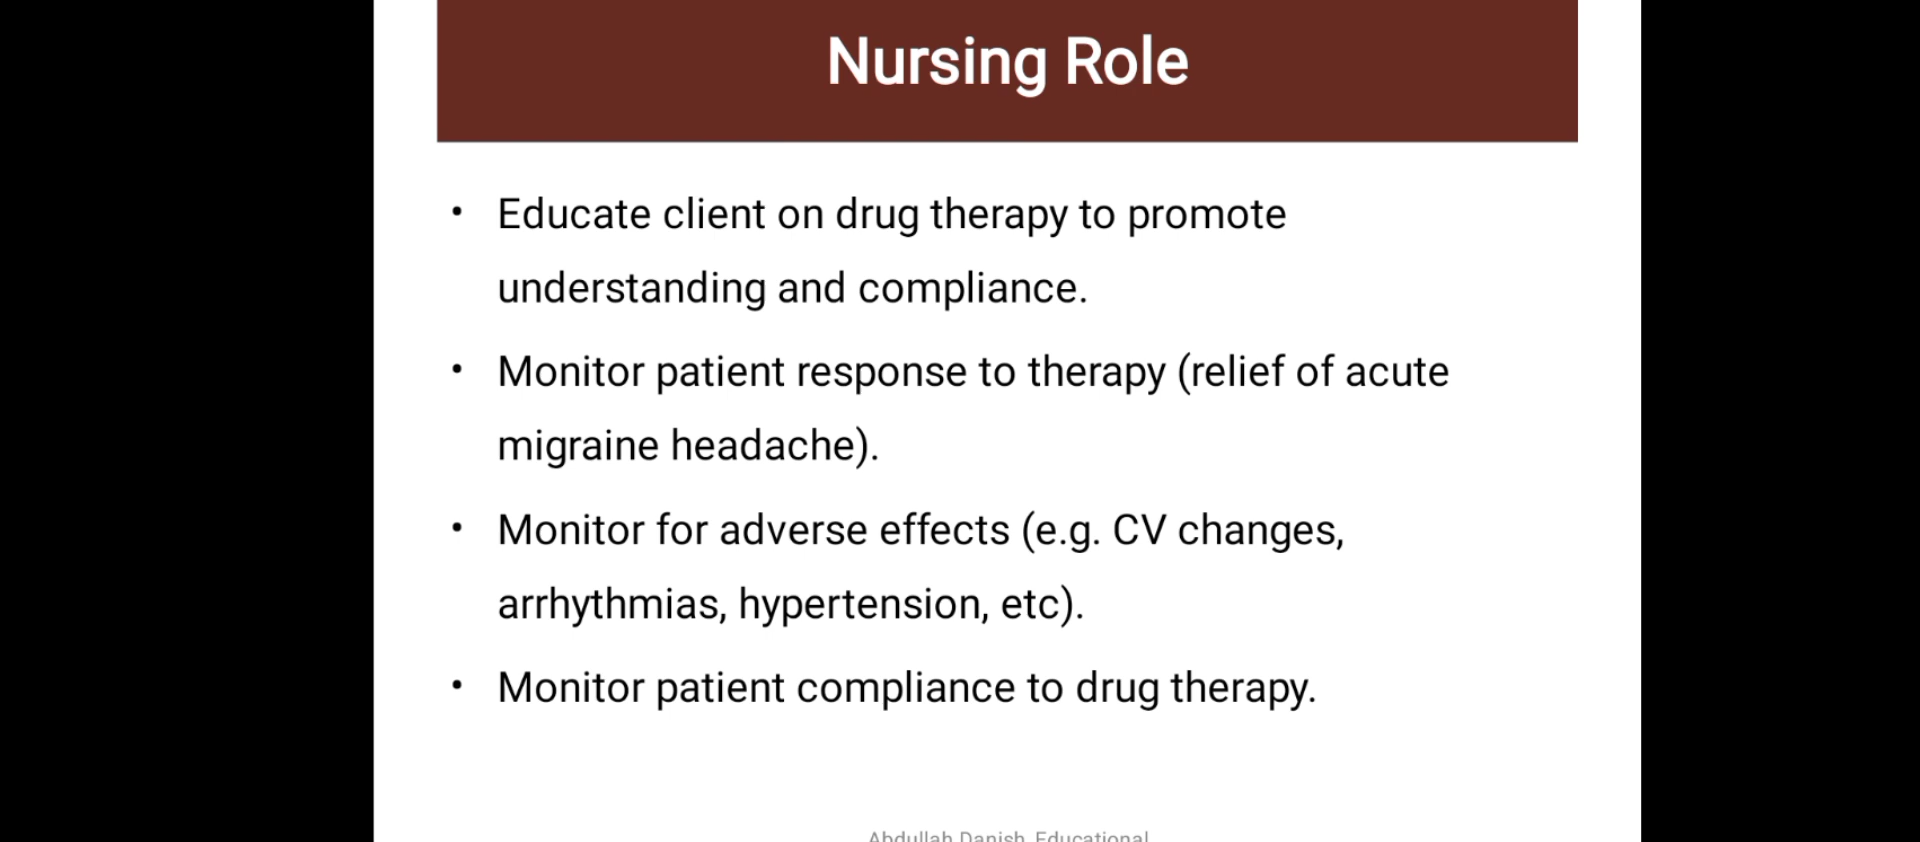 Nursing Role
• Educate client on drug therapy to promote
understanding and compliance.
• Monitor patient response to therapy (relief of acute
migraine headache).
• Monitor for adverse effects (e.g. CV changes,
arrhythmias, hypertension, etc).
• Monitor patient compliance to drug therapy.
Abdullah Danish, Educational